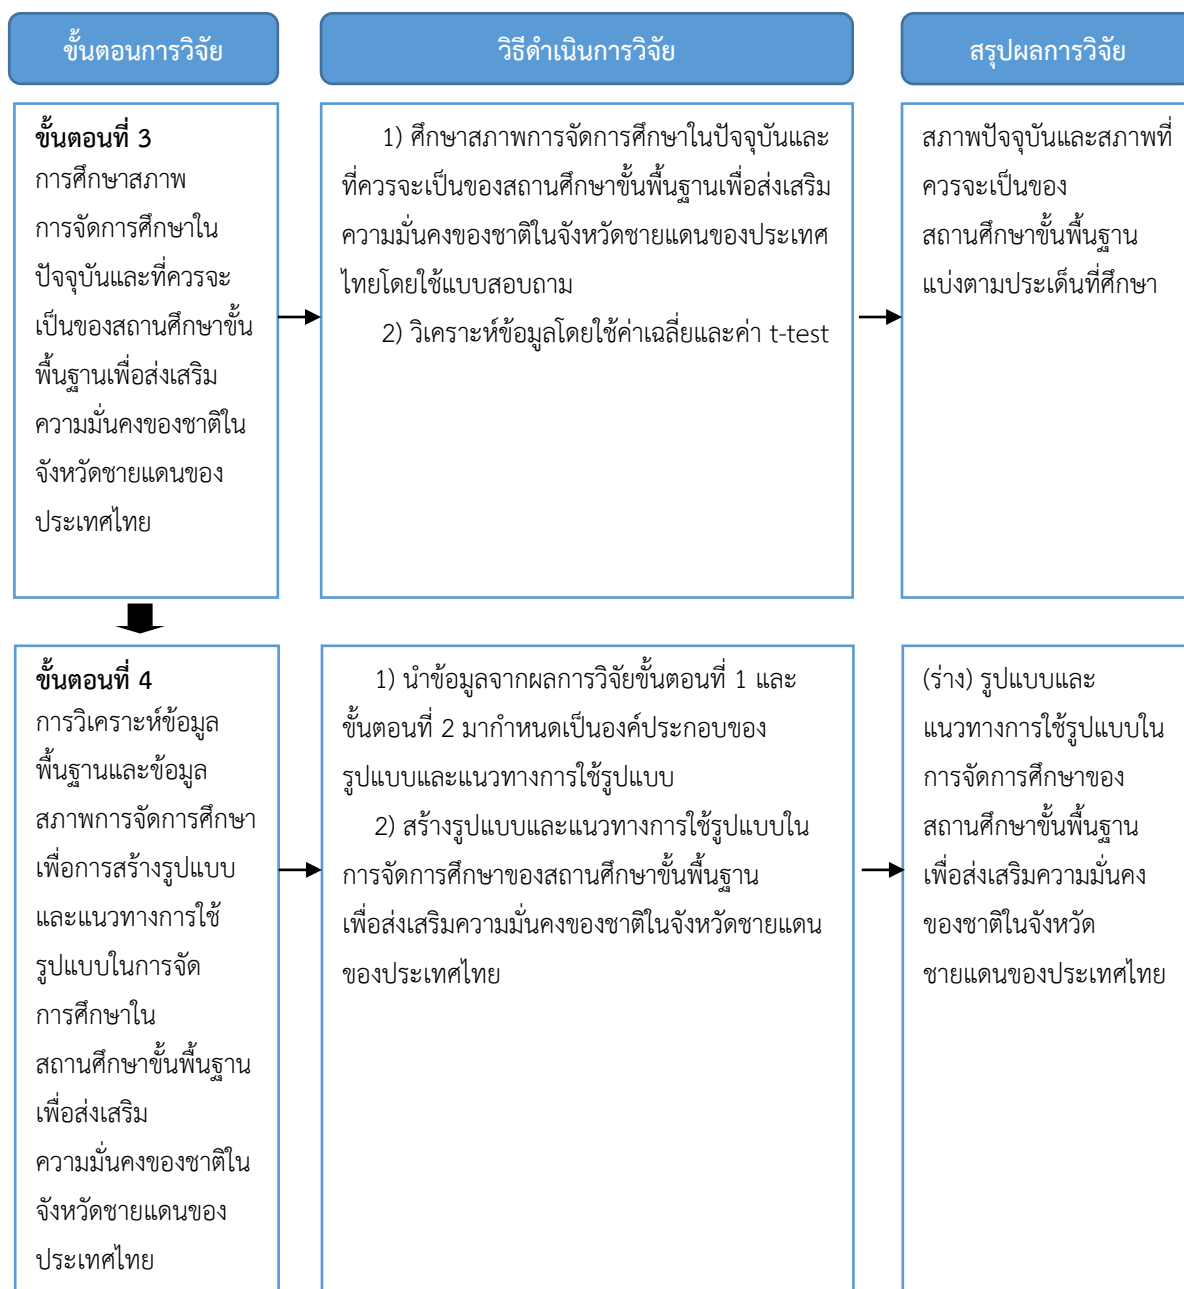 ขั้นตอนการวิจัย
วิธีดำเนินการวิจัย
สรุปผลการวิจัย
ขั้นตอนที่ 3
การศึกษาสภาพ
การจัดการศึกษาใน
ปัจจุบันและที่ควรจะ
เป็นของสถานศึกษาขั้น
พื้นฐานเพื่อส่งเสริม
ความมั่นคงของชาติใน
จังหวัดชายแดนของ
ประเทศไทย
1) ศึกษาสภาพการจัดการศึกษาในปัจจุบันและ
ที่ควรจะเป็นของสถานศึกษาขั้นพื้นฐานเพื่อส่งเสริม
ความมั่นคงของชาติในจังหวัดชายแดนของประเทศ
ไทยโดยใช้แบบสอบถาม
2) วิเคราะห์ข้อมูลโดยใช้ค่าเฉลี่ยและค่า t-test
สภาพปัจจุบันและสภาพที่
ควรจะเป็นของ
สถานศึกษาขั้นพื้นฐาน
แบ่งตามประเด็นที่ศึกษา
ขั้นตอนที่ 4
การวิเคราะห์ข้อมูล
พื้นฐานและข้อมูล
สภาพการจัดการศึกษา
เพื่อการสร้างรูปแบบ
และแนวทางการใช้
รูปแบบในการจัด
การศึกษาใน
สถานศึกษาขั้นพื้นฐาน
เพื่อส่งเสริม
ความมั่นคงของชาติใน
จังหวัดชายแดนของ
ประเทศไทย
1) นำข้อมูลจากผลการวิจัยขั้นตอนที่ 1 และ
ขั้นตอนที่ 2 มากำหนดเป็นองค์ประกอบของ
รูปแบบและแนวทางการใช้รูปแบบ
2) สร้างรูปแบบและแนวทางการใช้รูปแบบใน
การจัดการศึกษาของสถานศึกษาขั้นพื้นฐาน
เพื่อส่งเสริมความมั่นคงของชาติในจังหวัดชายแดน
ของประเทศไทย
(ร่าง) รูปแบบและ
แนวทางการใช้รูปแบบใน
การจัดการศึกษาของ
สถานศึกษาขั้นพื้นฐาน
เพื่อส่งเสริมความมั่นคง
ของชาติในจังหวัด
ชายแดนของประเทศไทย